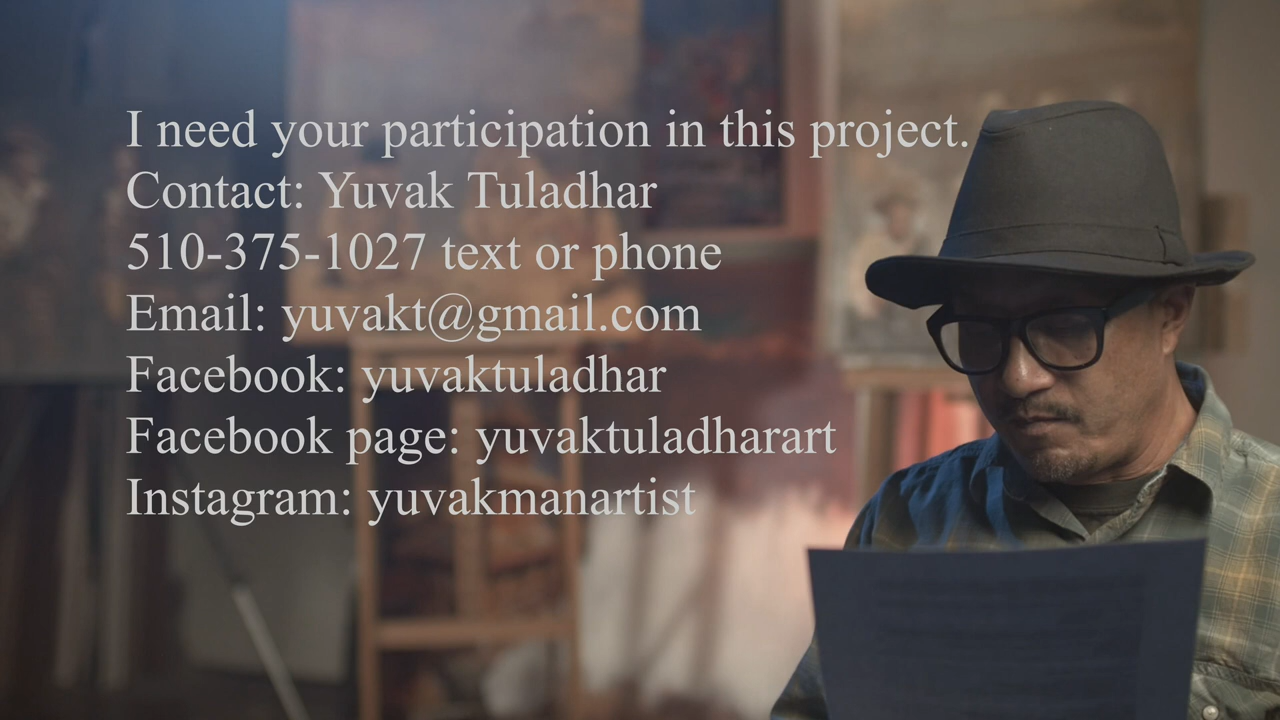 I need your participation in this project.
Contact: Yuvak Tuladhar
510-375-1027 text or phone
Email: yuvakt@gmail.com
Facebook: yuvaktuladhar
Facebook page: yuvaktuladharart
Instagram: yuvakmanartist